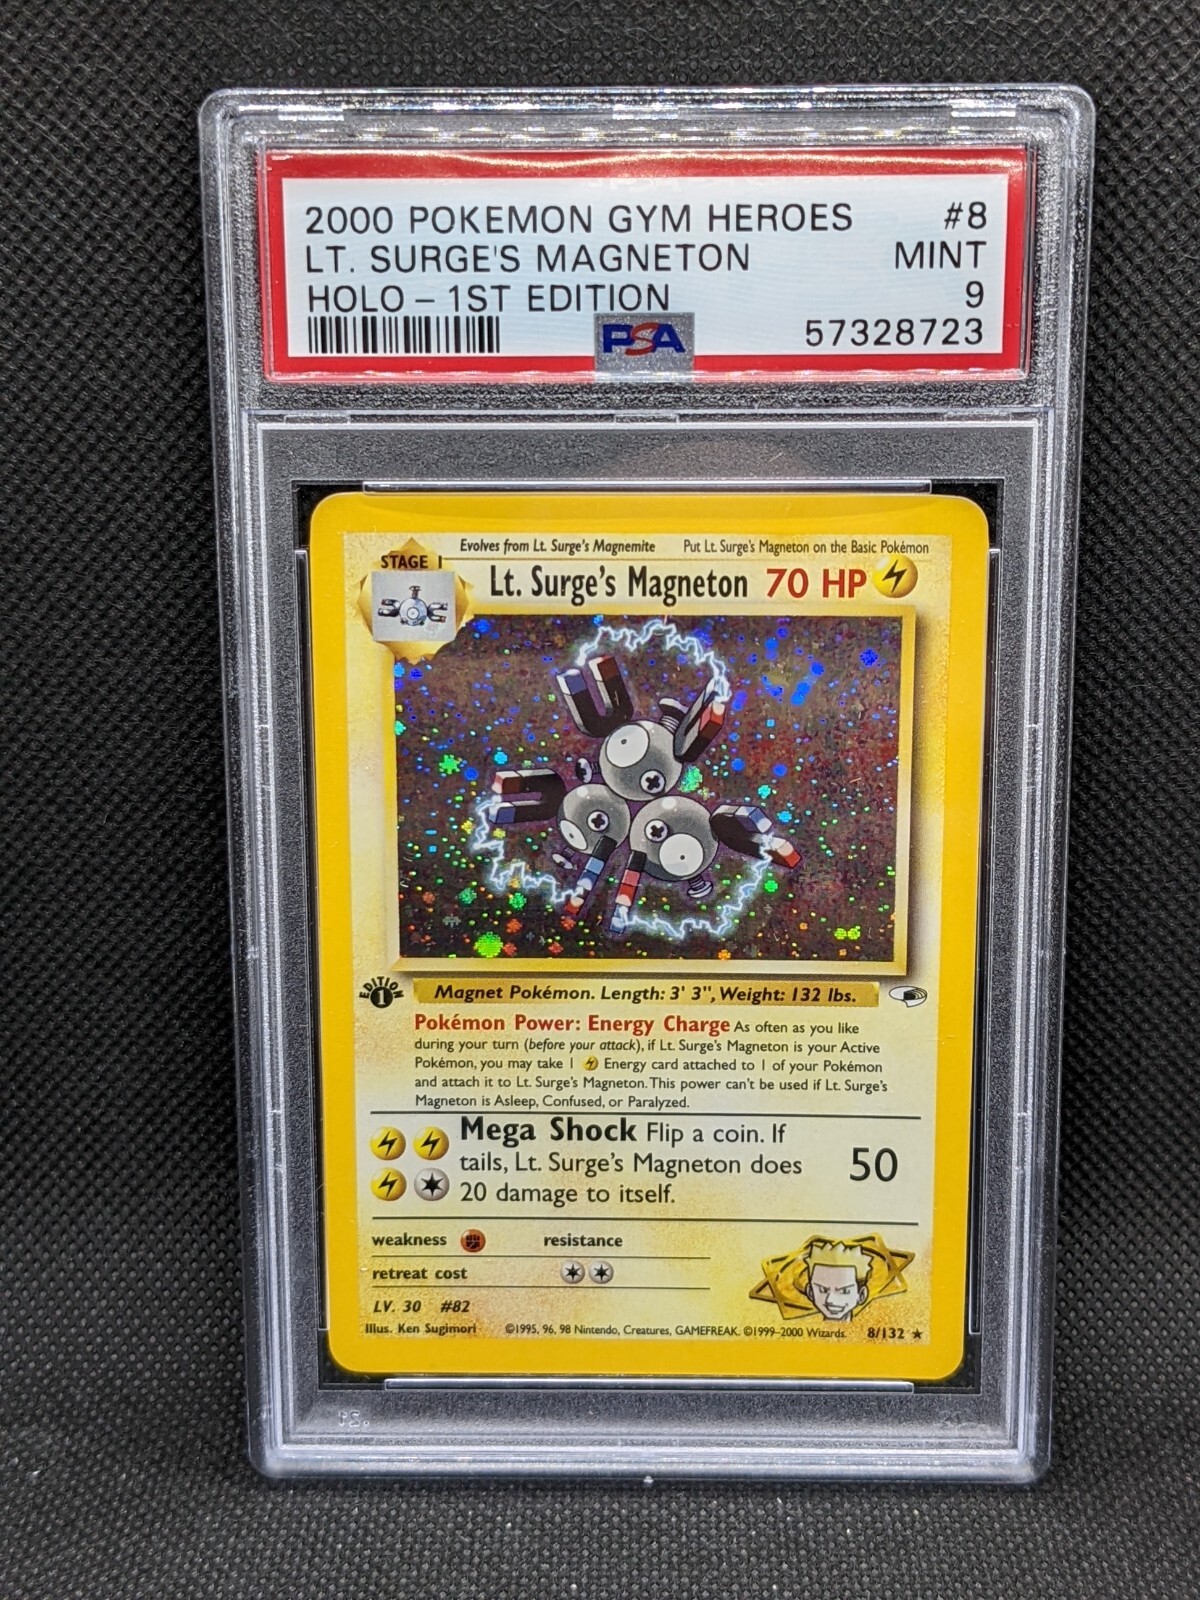 2000 POKEMON GYM HEROES #8
LT. SURGE'S MAGNETON MINT
HOLO – 1ST EDITION 9
PSA 57328723
Evolves from Lt. Surge's Magnemite Put Lt. Surge's Magneton on the Basic Pokémon
STAGE 1
Lt. Surge's Magneton 70 HP
EDITION
1
Magnet Pokémon. Length: 3' 3", Weight: 132 lbs.
Pokémon Power: Energy Charge As often as you like
during your turn (before your attack), if Lt. Surge's Magneton is your Active
Pokémon, you may take 1 Energy card attached to 1 of your Pokémon
and attach it to Lt. Surge's Magneton. This power can't be used if Lt. Surge's
Magneton is Asleep, Confused, or Paralyzed.
Mega Shock Flip a coin. If
tails, Lt. Surge's Magneton does 50
20 damage to itself.
weakness resistance
retreat cost
LV. 30 #82
Illus. Ken Sugimori ©1995, 96, 98 Nintendo, Creatures, GAMEFREAK. ©1999-2000 Wizards. 8/132 ★